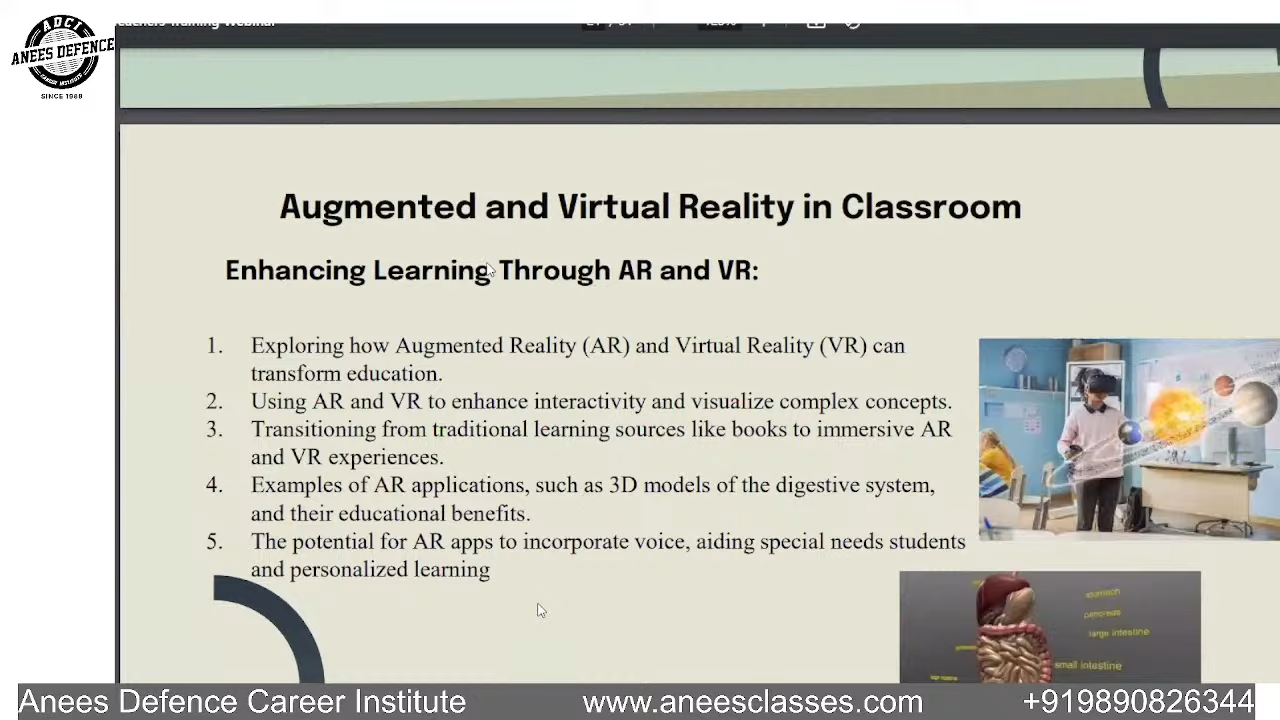 ADCI
ANEES DEFENCE
CAREER INSTITUTE
SINCE 1988
Training Webinar
Augmented and Virtual Reality in Classroom
Enhancing Learning Through AR and VR:
1. Exploring how Augmented Reality (AR) and Virtual Reality (VR) can
transform education.
2. Using AR and VR to enhance interactivity and visualize complex concepts.
3. Transitioning from traditional learning sources like books to immersive AR
and VR experiences.
4. Examples of AR applications, such as 3D models of the digestive system,
and their educational benefits.
5. The potential for AR apps to incorporate voice, aiding special needs students
and personalized learning
stomach
pancreas
large intestine
small intestine
Anees Defence Career Institute www.aneesclasses.com +919890826344